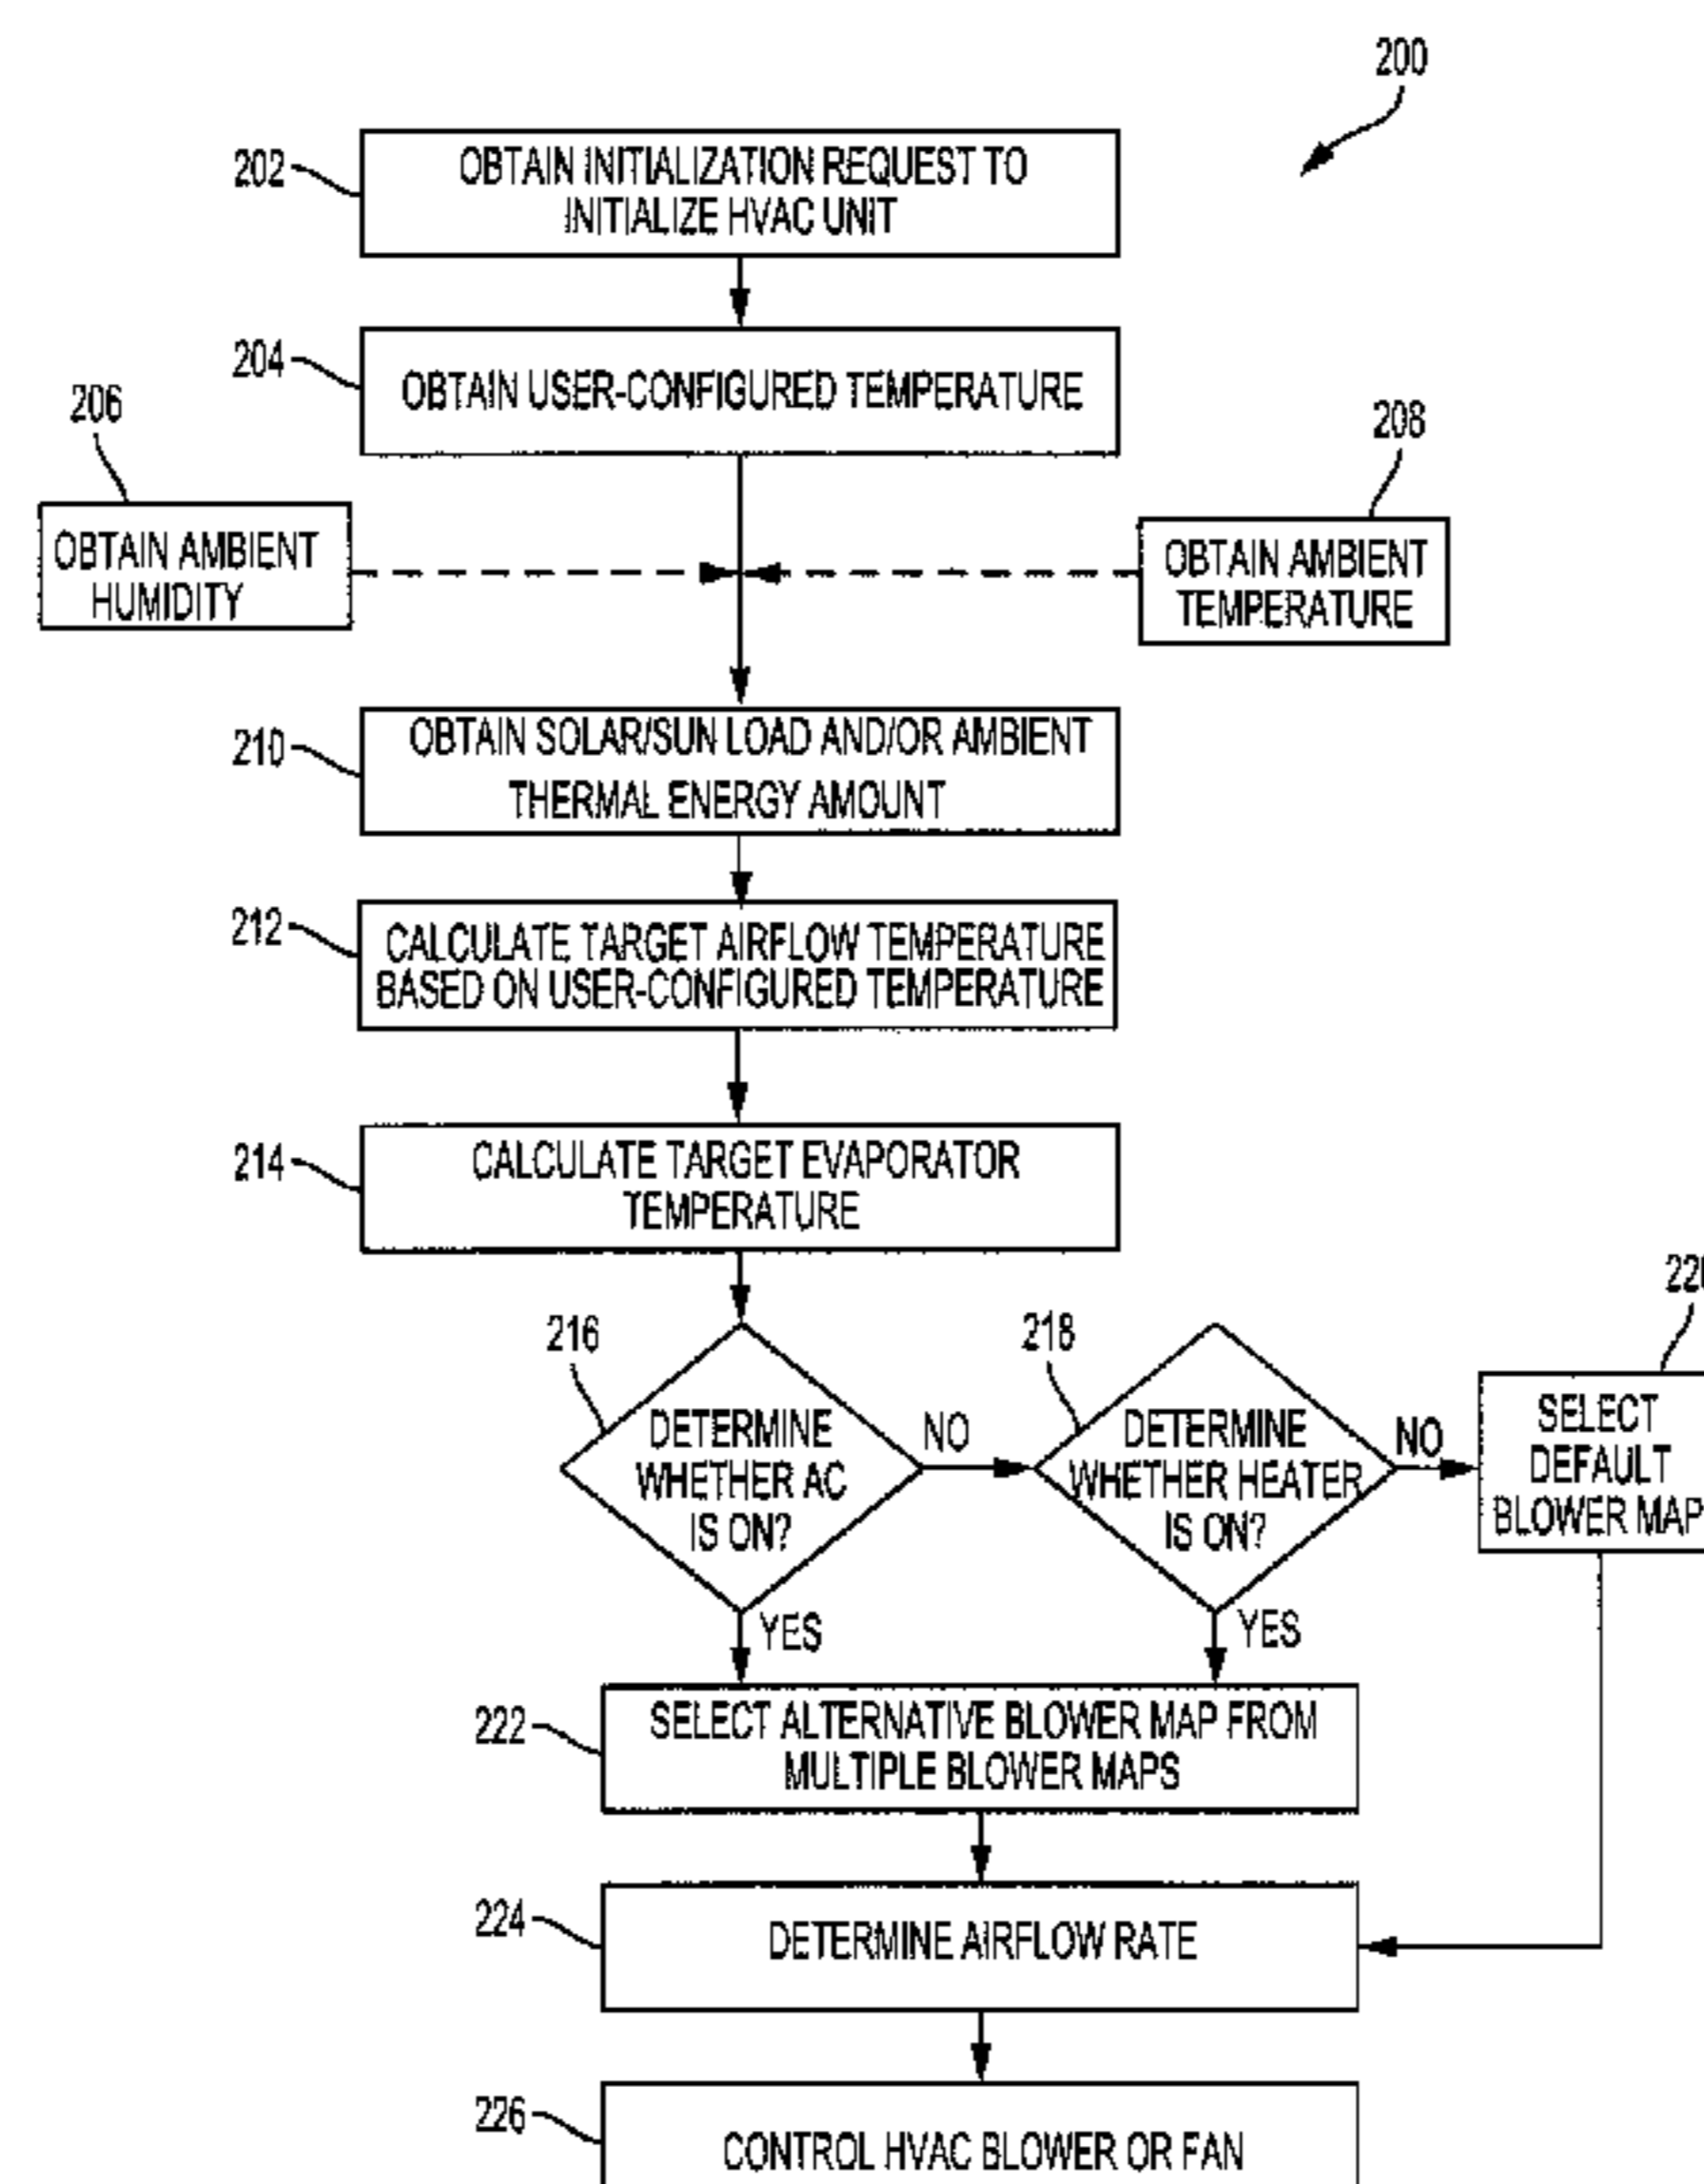 200
202
OBTAIN INITIALIZATION REQUEST TO
INITIALIZE HVAC UNIT
204
OBTAIN USER-CONFIGURED TEMPERATURE
206
OBTAIN AMBIENT
HUMIDITY
208
OBTAIN AMBIENT
TEMPERATURE
210
OBTAIN SOLAR/SUN LOAD AND/OR AMBIENT
THERMAL ENERGY AMOUNT
212
CALCULATE TARGET AIRFLOW TEMPERATURE
BASED ON USER-CONFIGURED TEMPERATURE
214
CALCULATE TARGET EVAPORATOR
TEMPERATURE
216
DETERMINE
WHETHER AC
IS ON?
NO
YES
218
DETERMINE
WHETHER HEATER
IS ON?
NO
YES
SELECT
DEFAULT
BLOWER MAP
222
SELECT ALTERNATIVE BLOWER MAP FROM
MULTIPLE BLOWER MAPS
224
DETERMINE AIRFLOW RATE
226
CONTROL HVAC BLOWER OR FAN